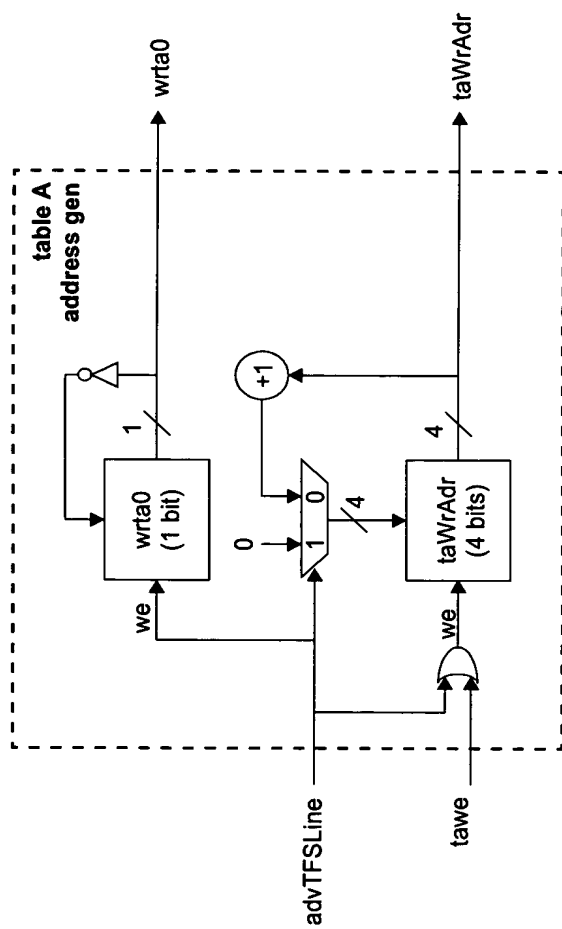 table A
address gen
wrta0
1
we
wrta0
(1 bit)
+1
0
1 0
4
advTFSLine
taWrAdr
4
we
taWrAdr
(4 bits)
tawe